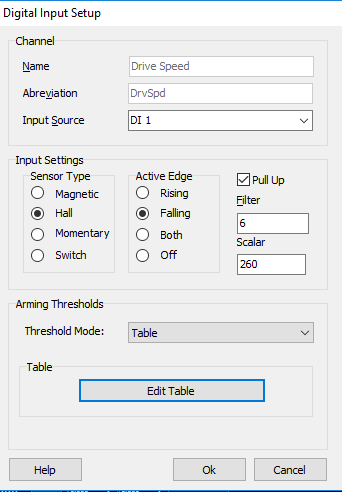 Digital Input Setup
Channel
Name Drive Speed
Abreviation DrvSpd
Input Source DI 1
Input Settings
Sensor Type
Magnetic
Hall
Momentary
Switch
Active Edge
Rising
Falling
Both
Off
Pull Up
Filter
6
Scalar
260
Arming Thresholds
Threshold Mode: Table
Table
Edit Table
Help Ok Cancel